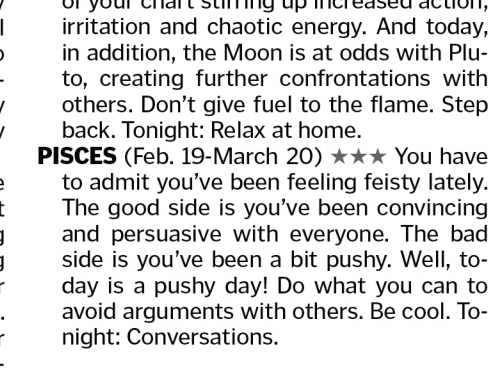 of your chart stirring up increased action,
irritation and chaotic energy. And today,
in addition, the Moon is at odds with Plu-
to, creating further confrontations with
others. Don’t give fuel to the flame. Step
back. Tonight: Relax at home.
PISCES (Feb. 19-March 20) ★★★ You have
to admit you’ve been feeling feisty lately.
The good side is you’ve been convincing
and persuasive with everyone. The bad
side is you’ve been a bit pushy. Well, to-
day is a pushy day! Do what you can to
avoid arguments with others. Be cool. To-
night: Conversations.